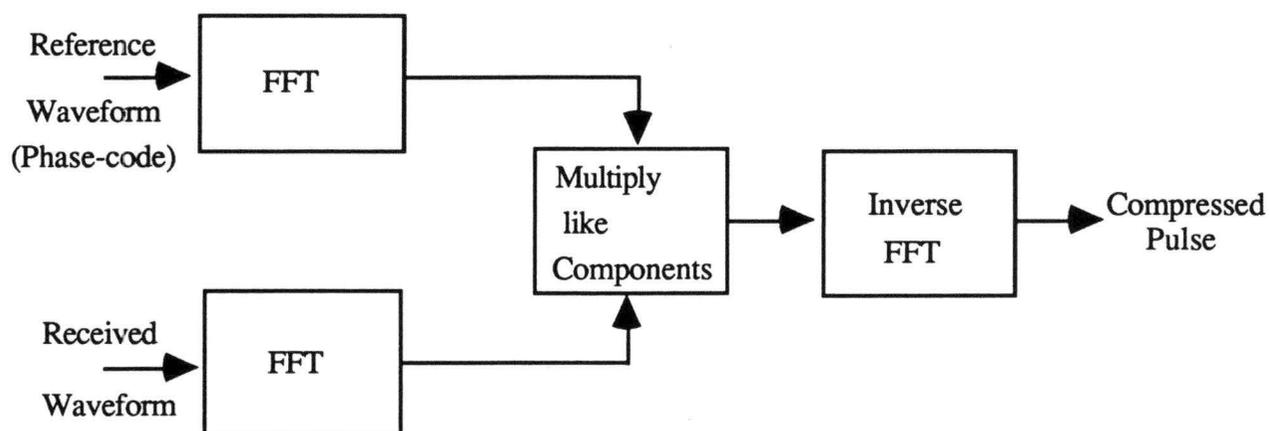 Reference
Waveform
(Phase-code)
FFT
Multiply
like
Components
Inverse
FFT
Compressed
Pulse
Received
Waveform
FFT